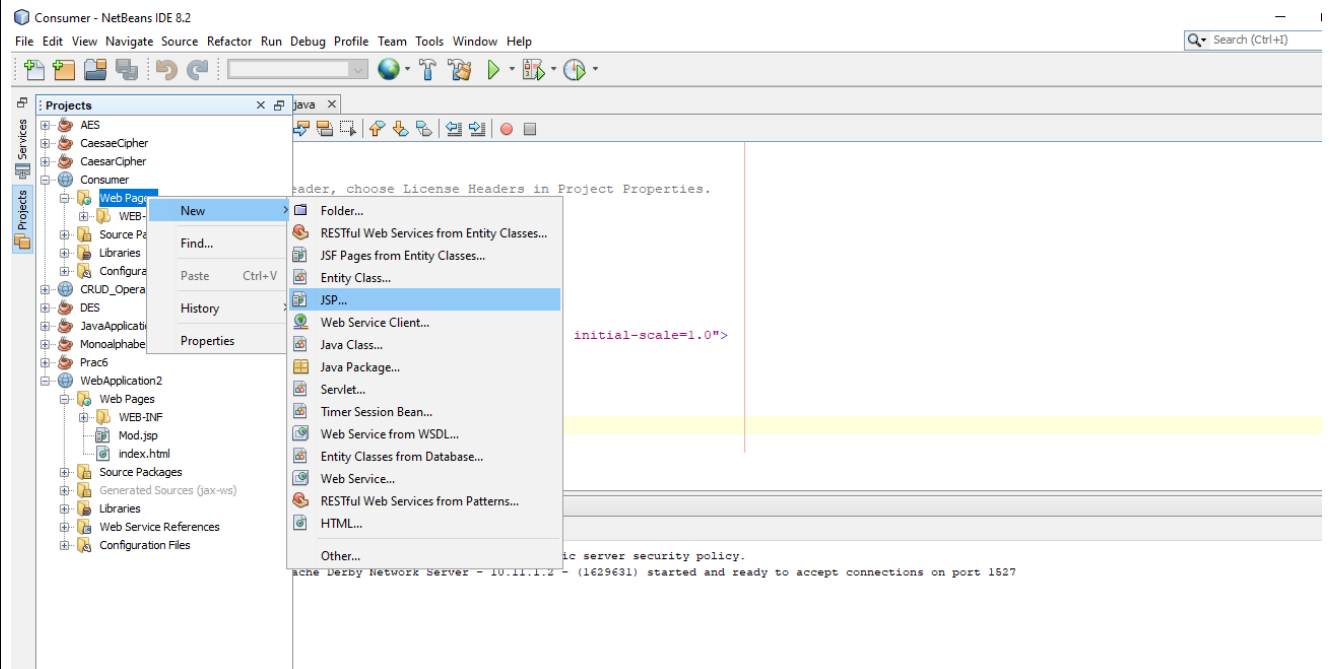 Consumer - NetBeans IDE 8.2
File Edit View Navigate Source Refactor Run Debug Profile Team Tools Window Help
Search (Ctrl+I)
Services
Projects
Projects
AES
CaesaeCipher
CaesarCipher
Consumer
Web Page
WEB-
Source Pa
Libraries
Configura
CRUD_Opera
DES
JavaApplicati
Monoalphabe
Prac6
WebApplication2
Web Pages
WEB-INF
Mod.jsp
index.html
Source Packages
Generated Sources (jax-ws)
Libraries
Web Service References
Configuration Files
New
Find...
Paste Ctrl+V
History
Properties
Folder...
RESTful Web Services from Entity Classes...
JSF Pages from Entity Classes...
Entity Class...
JSP...
Web Service Client...
Java Class...
Java Package...
Servlet...
Timer Session Bean...
Web Service from WSDL...
Entity Classes from Database...
Web Service...
RESTful Web Services from Patterns...
HTML...
Other...
java
eader, choose License Headers in Project Properties.
initial-scale=1.0">
ic server security policy.
ache Derby Network Server - 10.11.1.2 - (1629631) started and ready to accept connections on port 1527